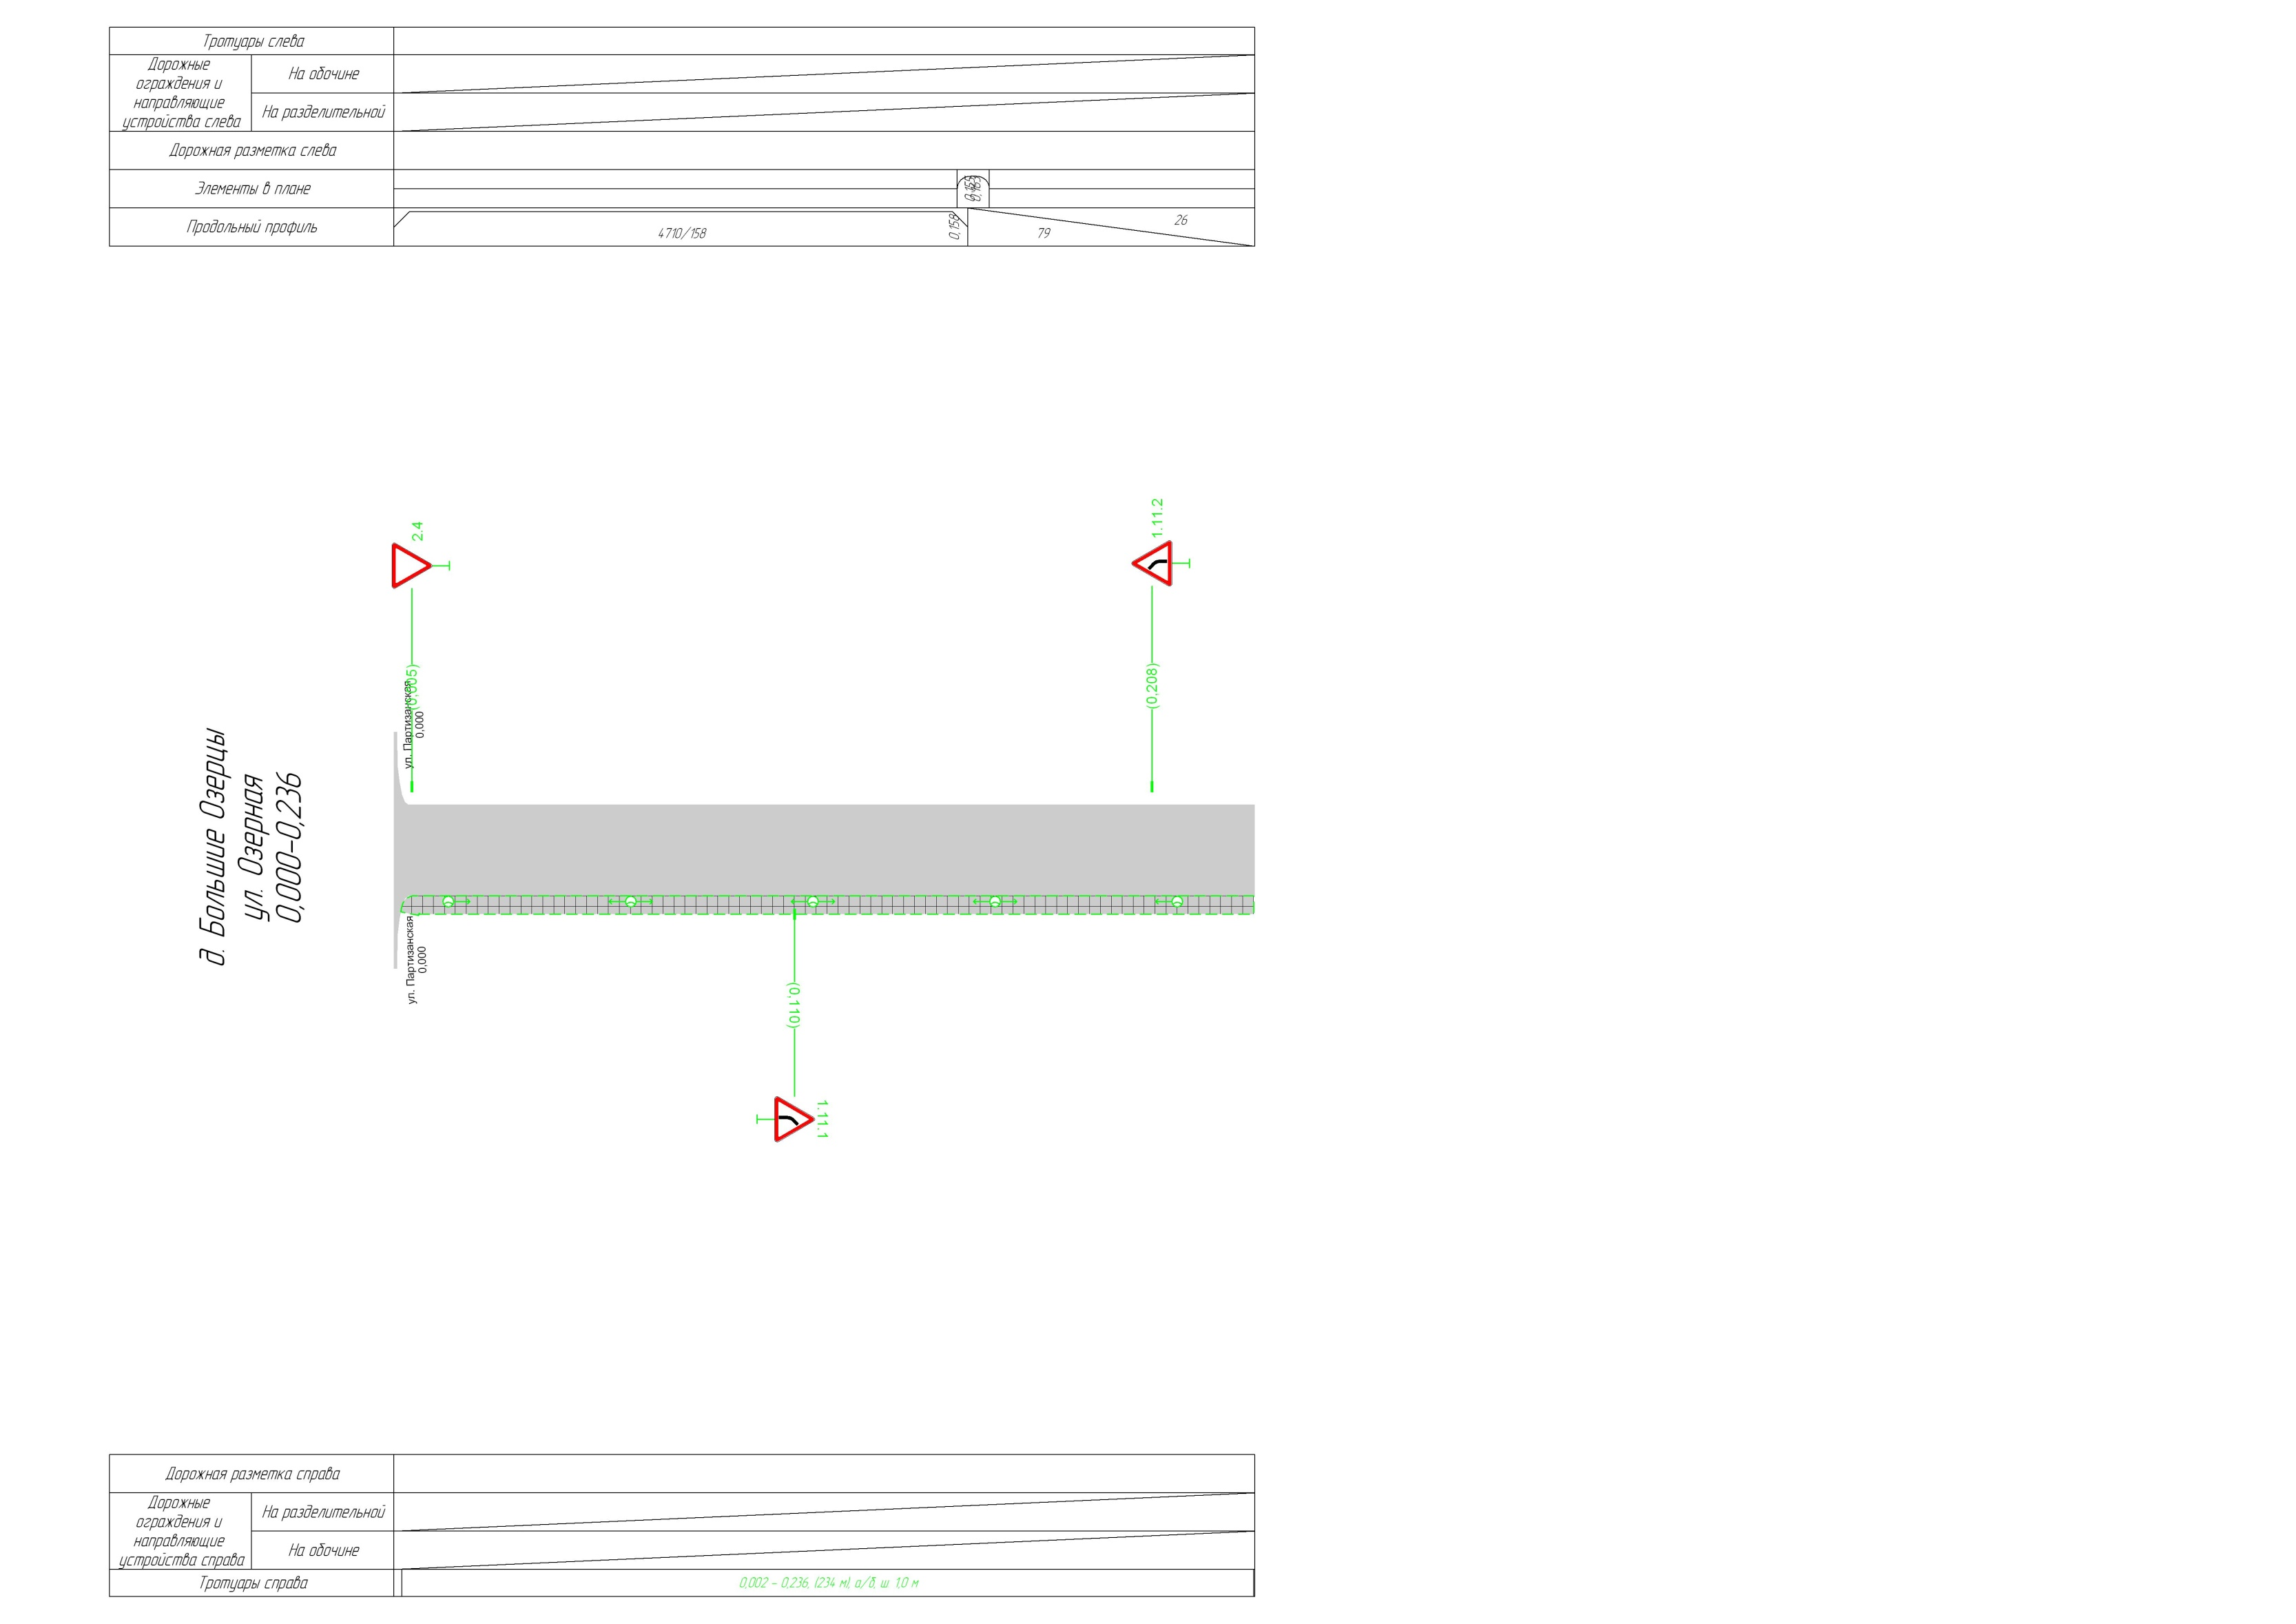 Тротуары слева
Дорожные
ограждения и
направляющие
устройства слева
На обочине
На разделительной
Дорожная разметка слева
Элементы в плане
0,165
Продольный профиль
4710/158
0,158
79
26
2.4
1.11.2
(0,005)
(0,208)
ул. Партизанская
0,000
д. Большие Озерцы
ул. Озерная
0,000-0,236
ул. Партизанская
0,000
(0,110)
1.11.1
Дорожная разметка справа
Дорожные
ограждения и
направляющие
устройства справа
На разделительной
На обочине
Тротуары справа
0,002 - 0,236, (234 м), а/б, ш 1,0 м